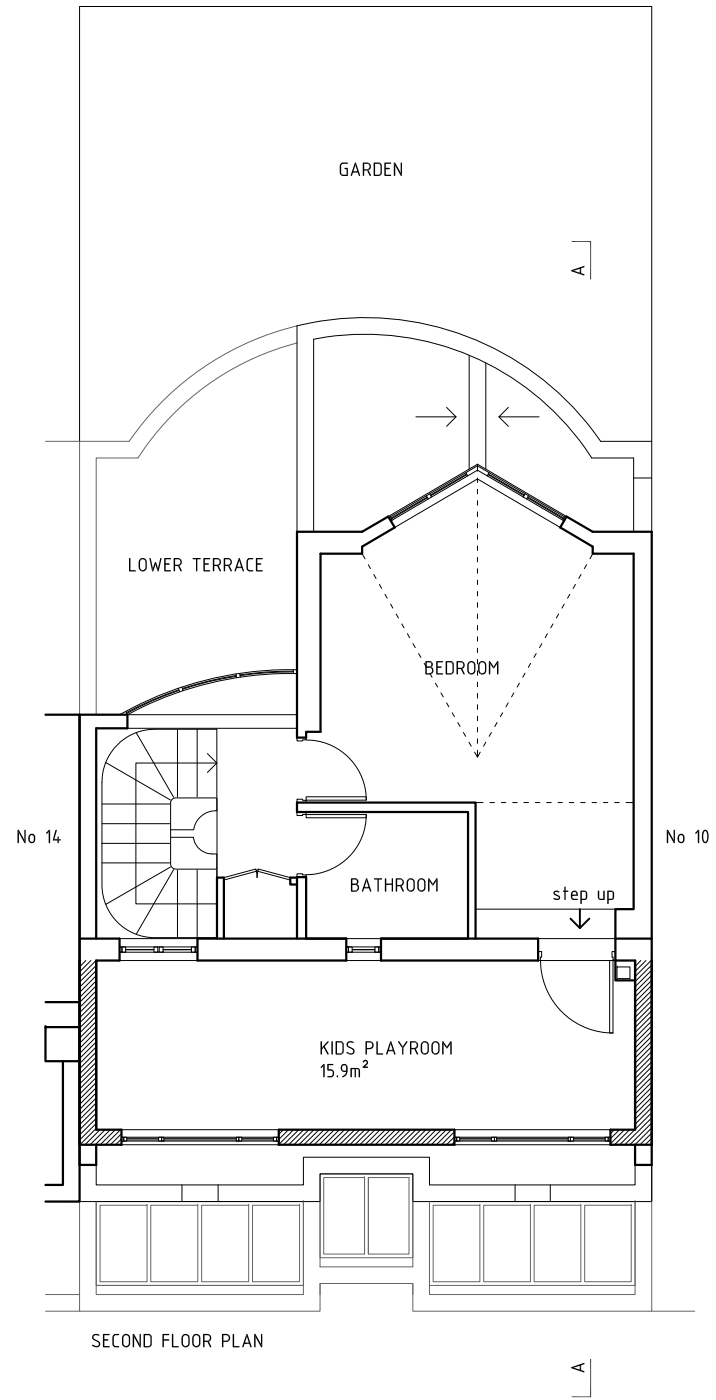 GARDEN
A
LOWER TERRACE
BEDROOM
No 14
No 10
BATHROOM
step up
KIDS PLAYROOM
15.9m²
SECOND FLOOR PLAN
A